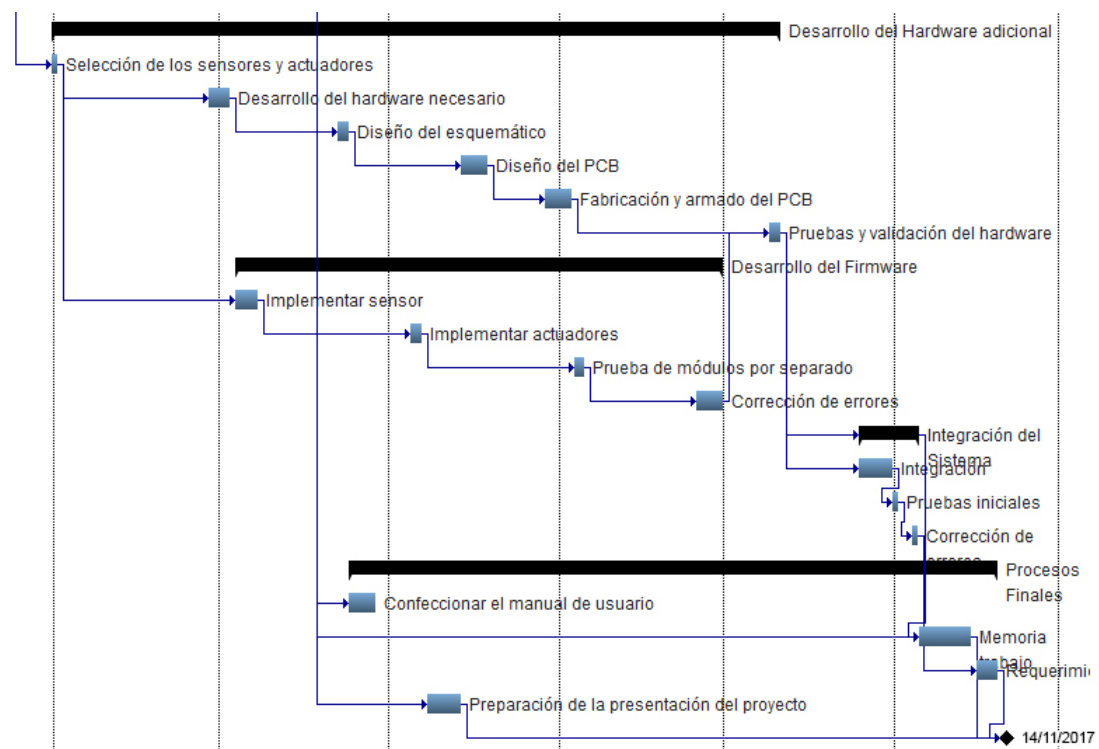 Desarrollo del Hardware adicional
Selección de los sensores y actuadores
Desarrollo del hardware necesario
Diseño del esquemático
Diseño del PCB
Fabricación y armado del PCB
Pruebas y validación del hardware
Desarrollo del Firmware
Implementar sensor
Implementar actuadores
Prueba de módulos por separado
Corrección de errores
Integración del
Sistema
Integración
Pruebas iniciales
Corrección de
errores
Procesos
Finales
Confeccionar el manual de usuario
Memoria
trabajo
Requerimi
Preparación de la presentación del proyecto
14/11/2017